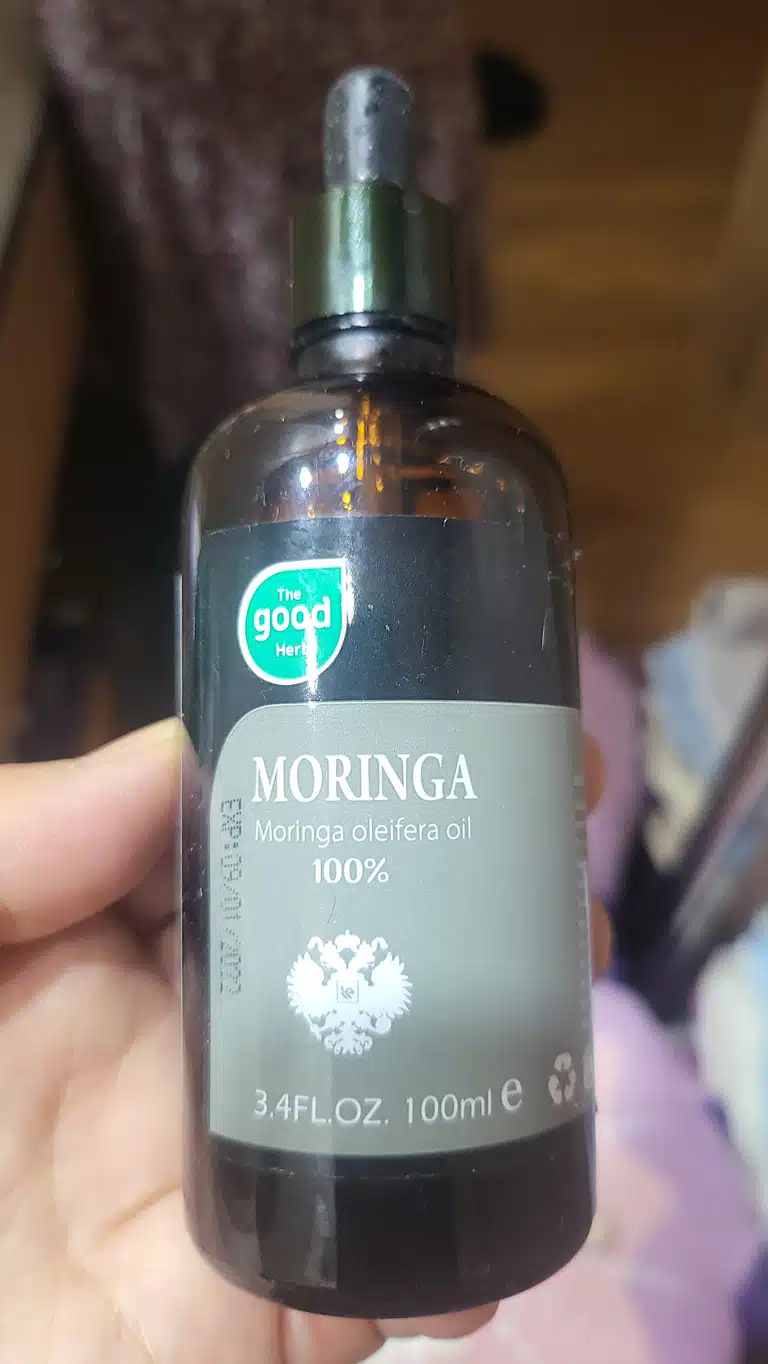 The
good
Herb
MORINGA
Moringa oleifera oil
100%
3.4FL.OZ. 100ml e
EXP:09/01/2022